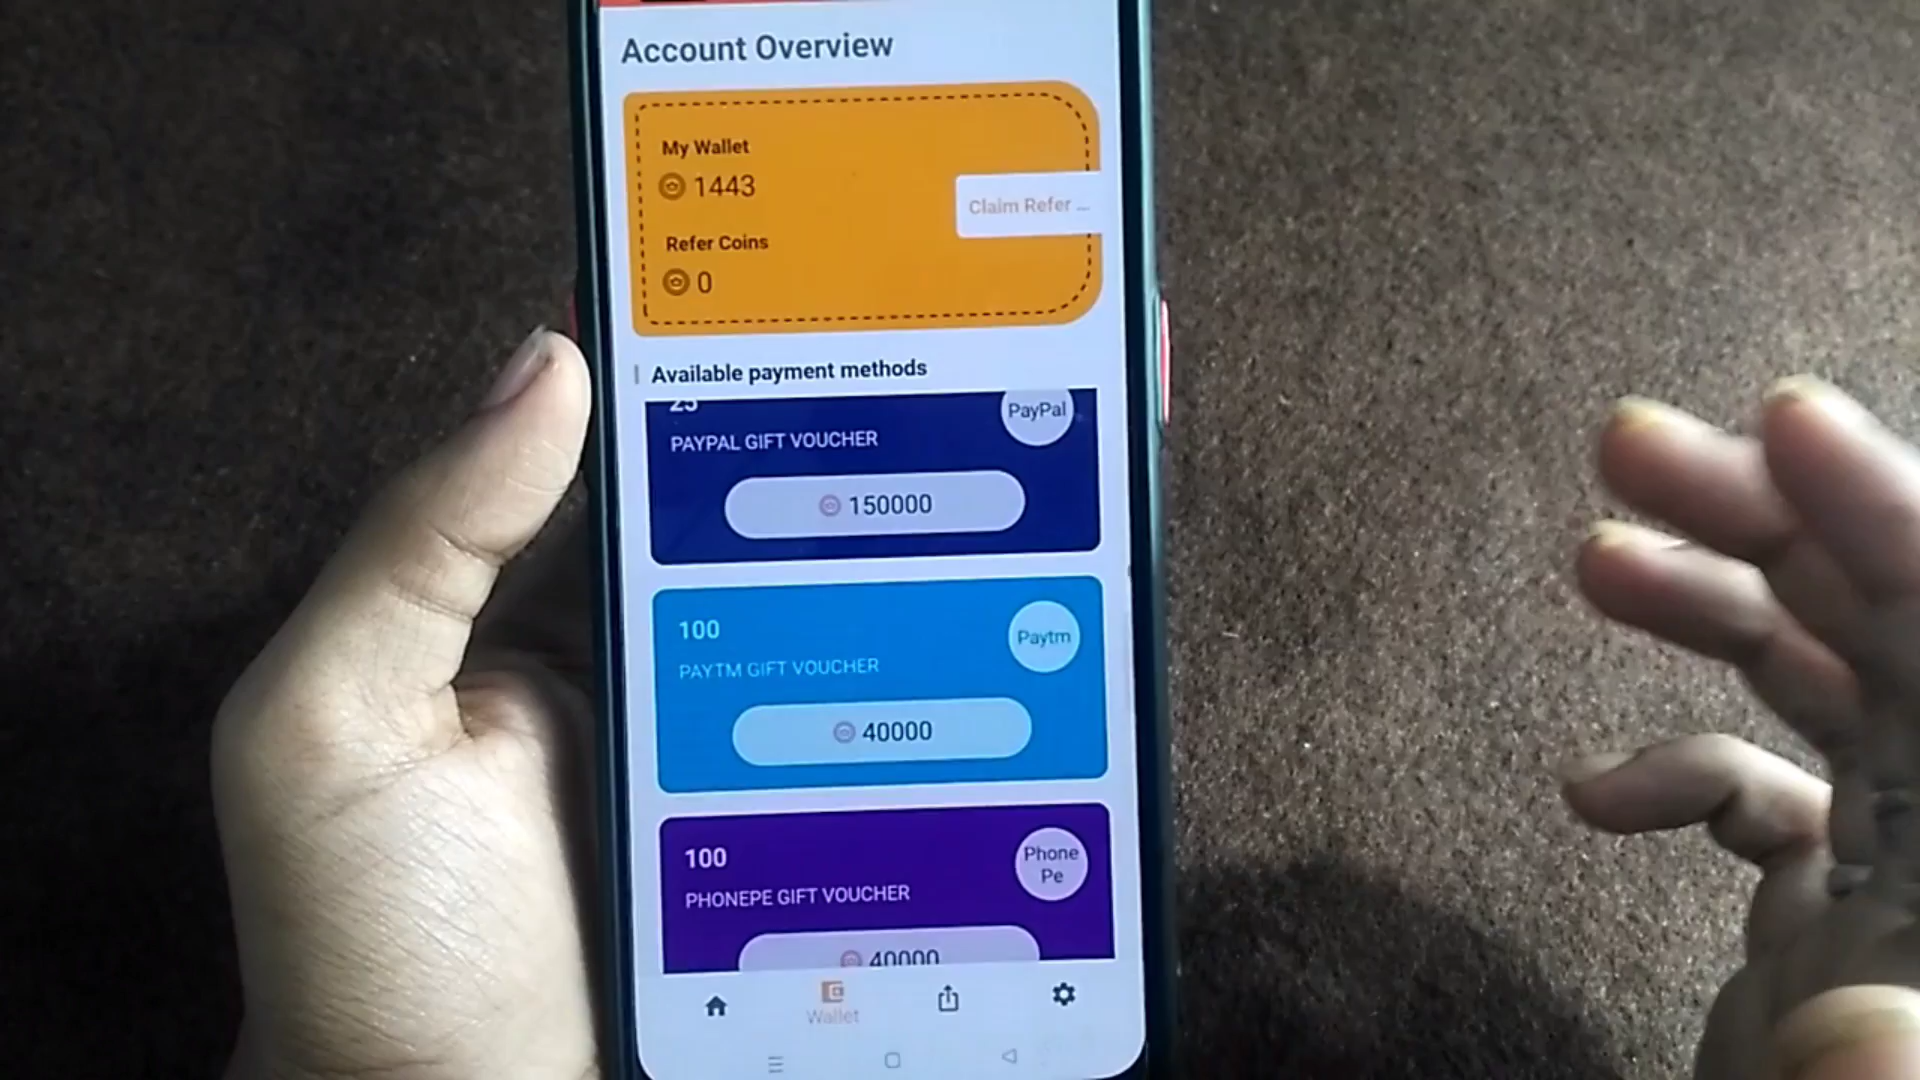 Account Overview
My Wallet
1443
Claim Refer ...
Refer Coins
0
Available payment methods
25
PayPal
PAYPAL GIFT VOUCHER
150000
100
Paytm
PAYTM GIFT VOUCHER
40000
100
Phone
Pe
PHONEPE GIFT VOUCHER
40000
Wallet